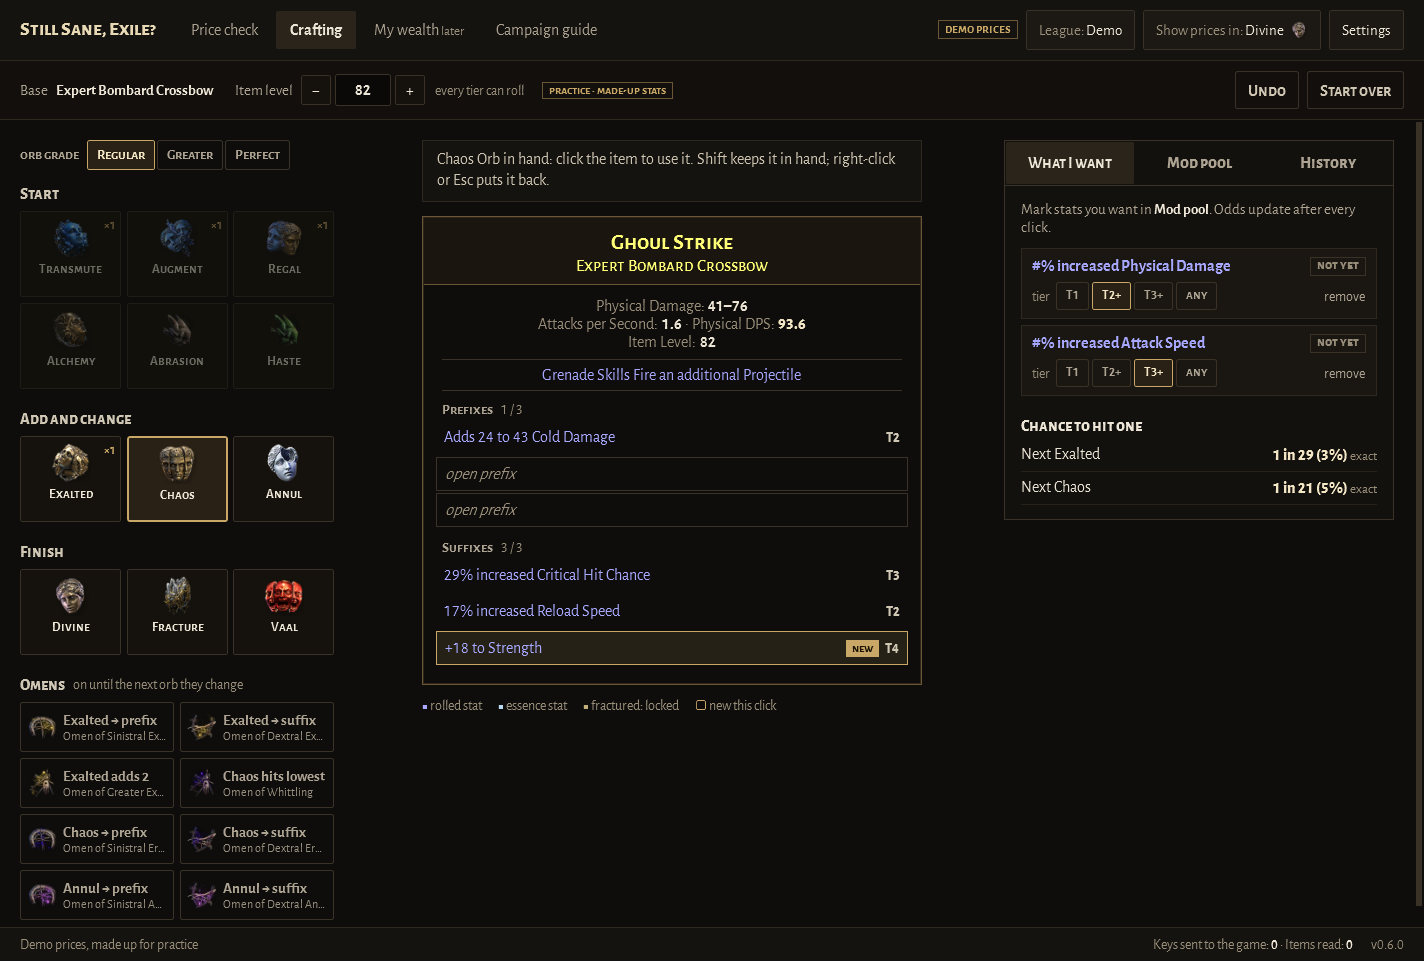 Still Sane, Exile?
Price check
Crafting
My wealth later
Campaign guide
DEMO PRICES
League: Demo
Show prices in: Divine
Settings
Base Expert Bombard Crossbow
Item level
−
82
+
every tier can roll
PRACTICE · MADE-UP STATS
Undo
Start over
ORB GRADE
Regular
Greater
Perfect
Start
×1
Transmute
×1
Augment
×1
Regal
Alchemy
Abrasion
Haste
Add and change
×1
Exalted
Chaos
Annul
Finish
Divine
Fracture
Vaal
Omens on until the next orb they change
Exalted → prefix
Omen of Sinistral Ex...
Exalted → suffix
Omen of Dextral Ex...
Exalted adds 2
Omen of Greater Ex...
Chaos hits lowest
Omen of Whittling
Chaos → prefix
Omen of Sinistral Er...
Chaos → suffix
Omen of Dextral Er...
Annul → prefix
Omen of Sinistral A...
Annul → suffix
Omen of Dextral An...
Chaos Orb in hand: click the item to use it. Shift keeps it in hand; right-click
or Esc puts it back.
Ghoul Strike
Expert Bombard Crossbow
Physical Damage: 41–76
Attacks per Second: 1.6 · Physical DPS: 93.6
Item Level: 82
Grenade Skills Fire an additional Projectile
Prefixes 1 / 3
Adds 24 to 43 Cold Damage T2
open prefix
open prefix
Suffixes 3 / 3
29% increased Critical Hit Chance T3
17% increased Reload Speed T2
+18 to Strength NEW T4
rolled stat
essence stat
fractured: locked
new this click
What I want
Mod pool
History
Mark stats you want in Mod pool. Odds update after every
click.
#% increased Physical Damage NOT YET
tier T1 T2+ T3+ ANY remove
#% increased Attack Speed NOT YET
tier T1 T2+ T3+ ANY remove
Chance to hit one
Next Exalted 1 in 29 (3%) exact
Next Chaos 1 in 21 (5%) exact
Demo prices, made up for practice
Keys sent to the game: 0 · Items read: 0
v0.6.0